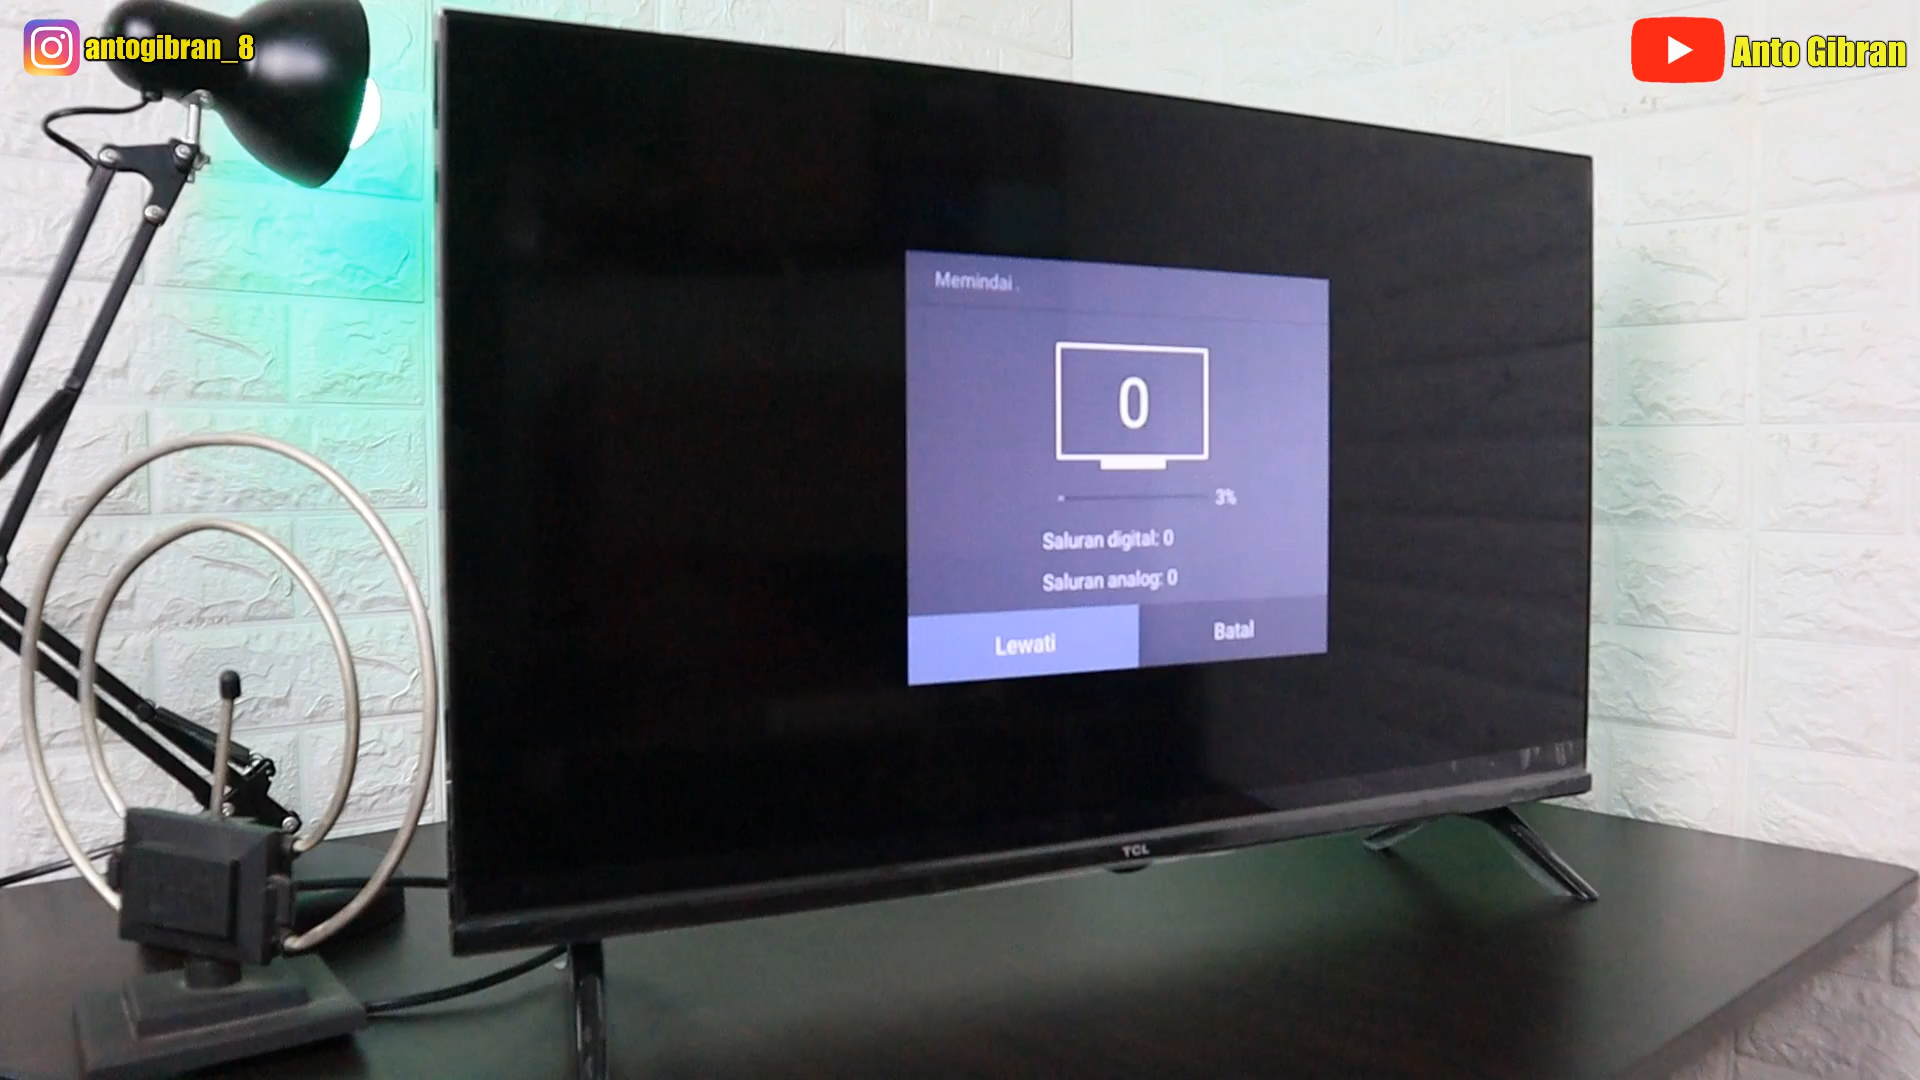 antogibran_8
Anto Gibran
Memindai .
0
3%
Saluran digital: 0
Saluran analog: 0
Lewati
Batal
TCL